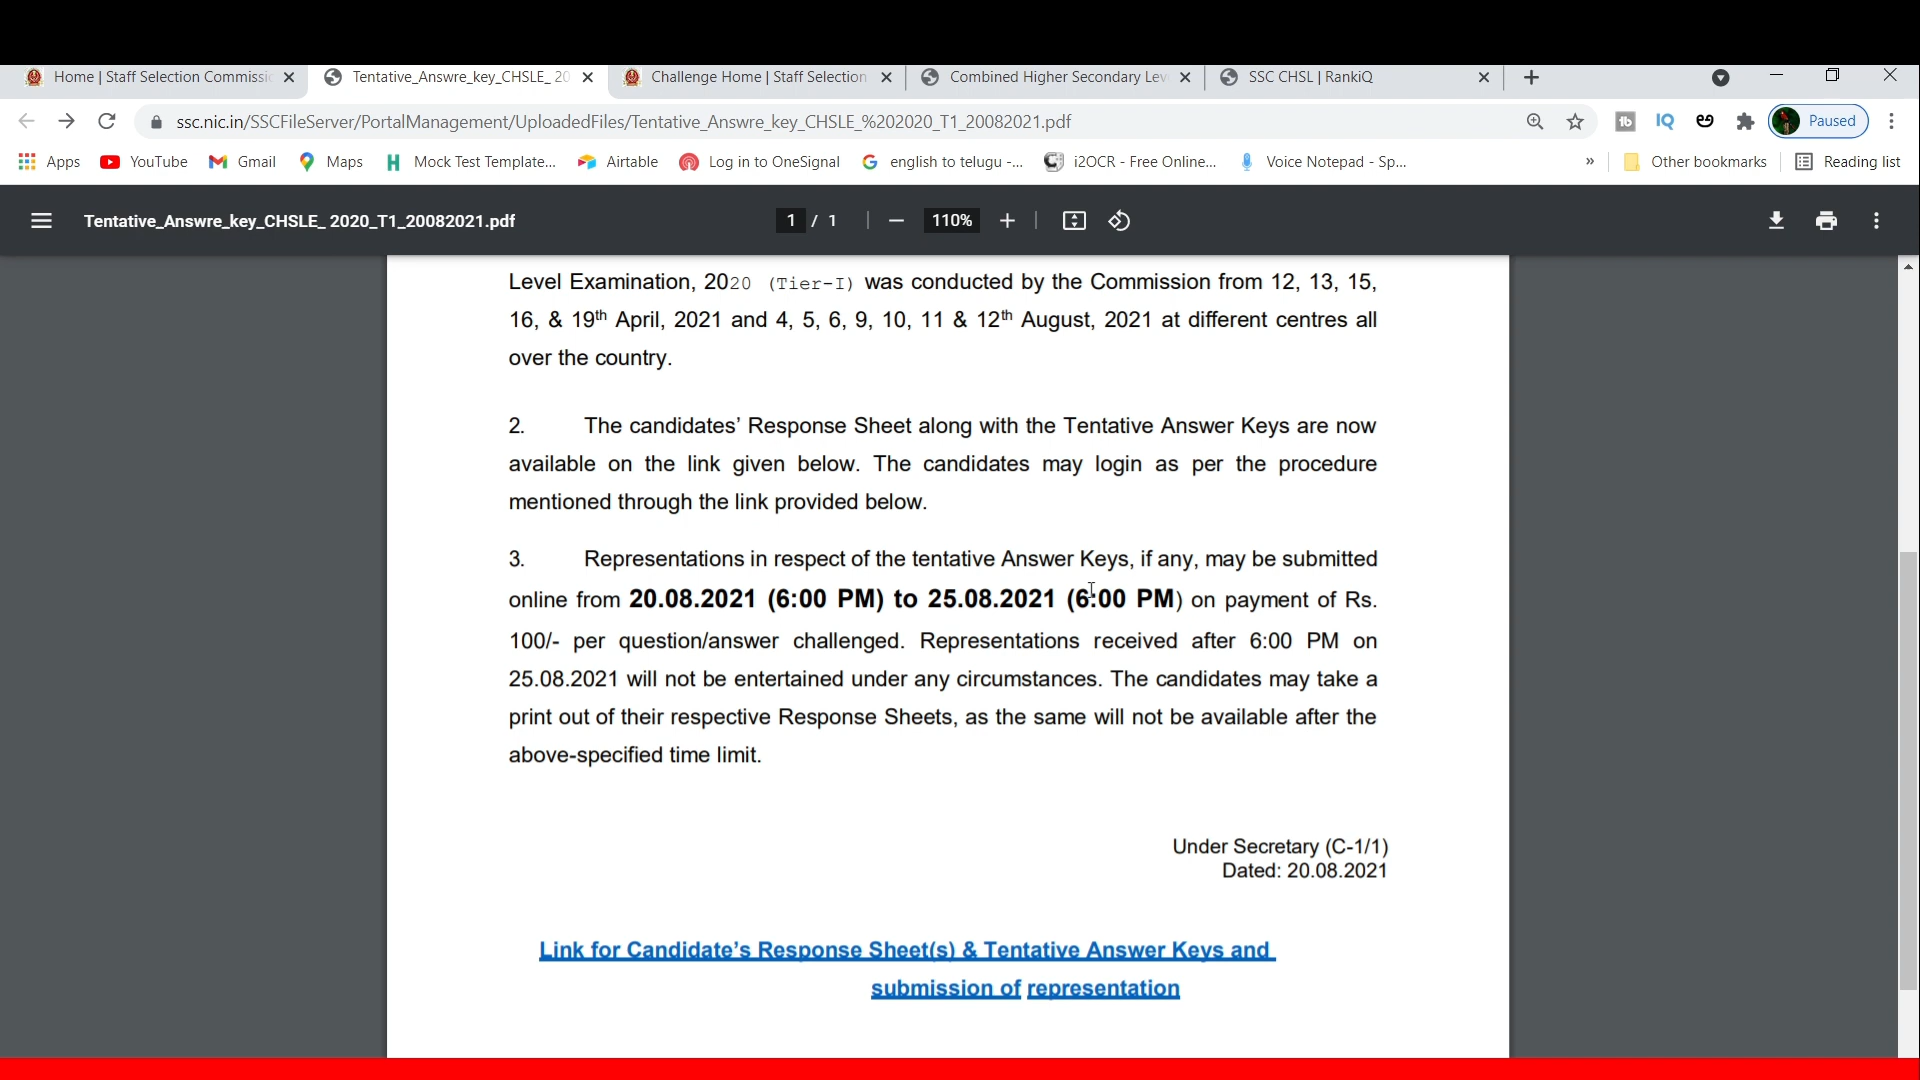 Home | Staff Selection Commissi
Tentative_Answre_key_CHSLE_ 20
Challenge Home | Staff Selection
Combined Higher Secondary Lev
SSC CHSL | RankiQ
ssc.nic.in/SSCFileServer/PortalManagement/UploadedFiles/Tentative_Answre_key_CHSLE_%202020_T1_20082021.pdf
IQ
Paused
Apps
YouTube
Gmail
Maps
Mock Test Template...
Airtable
Log in to OneSignal
english to telugu -...
i2OCR - Free Online...
Voice Notepad - Sp...
»
Other bookmarks
Reading list
Tentative_Answre_key_CHSLE_ 2020_T1_20082021.pdf
1 / 1
110%
Level Examination, 2020 (Tier-I) was conducted by the Commission from 12, 13, 15,
16, & 19th April, 2021 and 4, 5, 6, 9, 10, 11 & 12th August, 2021 at different centres all
over the country.
2. The candidates' Response Sheet along with the Tentative Answer Keys are now
available on the link given below. The candidates may login as per the procedure
mentioned through the link provided below.
3. Representations in respect of the tentative Answer Keys, if any, may be submitted
online from 20.08.2021 (6:00 PM) to 25.08.2021 (6:00 PM) on payment of Rs.
100/- per question/answer challenged. Representations received after 6:00 PM on
25.08.2021 will not be entertained under any circumstances. The candidates may take a
print out of their respective Response Sheets, as the same will not be available after the
above-specified time limit.
Under Secretary (C-1/1)
Dated: 20.08.2021
Link for Candidate's Response Sheet(s) & Tentative Answer Keys and
submission of representation